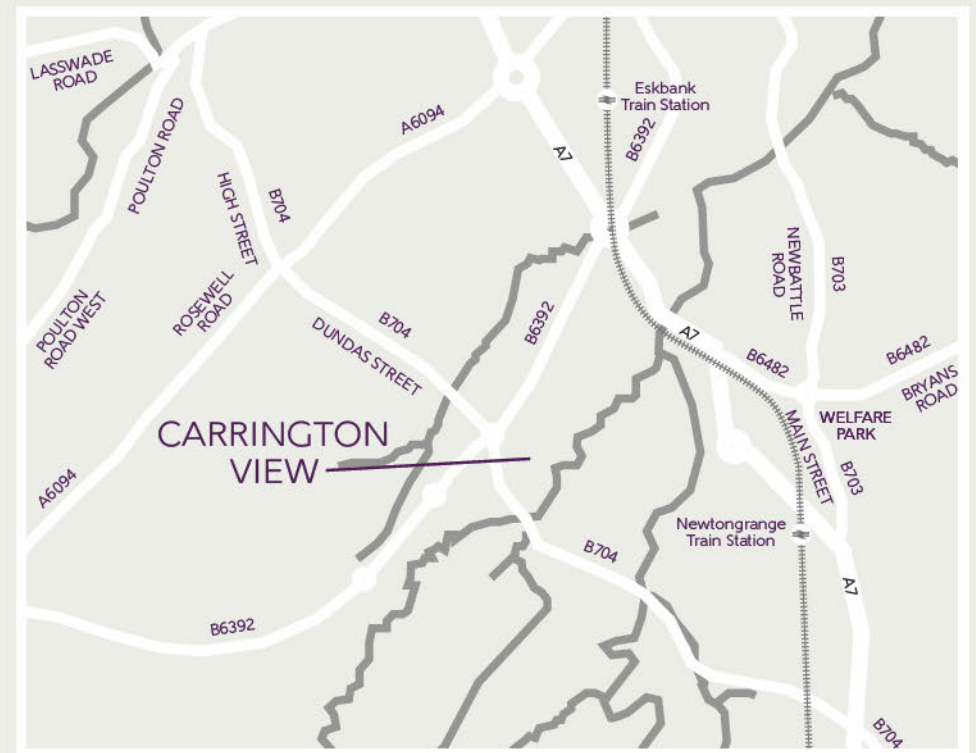 LASSWADE
ROAD
Eskbank
Train Station
A6094
POULTON ROAD
A7
B6392
B704
HIGH STREET
NEWBATTLE
ROAD
B703
POULTON
ROAD WEST
ROSEWELL
ROAD
B704
DUNDAS STREET
B6392
A7
B6482
B6482
BRYANS
ROAD
WELFARE
PARK
CARRINGTON
VIEW
MAIN STREET
B703
A6094
Newtongrange
Train Station
B704
A7
B6392
B704